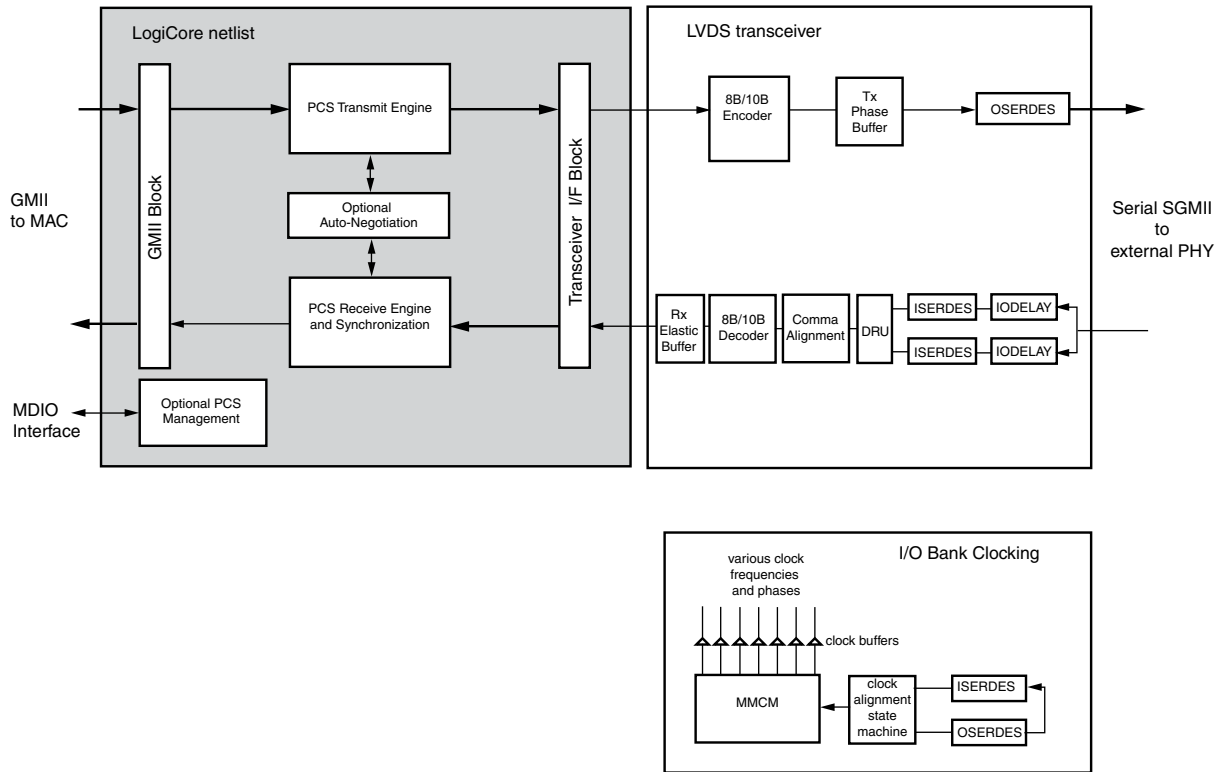 LogiCore netlist
LVDS transceiver
GMII Block
PCS Transmit Engine
Optional
Auto-Negotiation
PCS Receive Engine
and Synchronization
Transceiver I/F Block
GMII
to MAC
MDIO
Interface
Optional PCS
Management
8B/10B
Encoder
Tx
Phase
Buffer
OSERDES
Serial SGMII
to
external PHY
Rx
Elastic
Buffer
8B/10B
Decoder
Comma
Alignment
DRU
ISERDES
IODELAY
ISERDES
IODELAY
I/O Bank Clocking
various clock
frequencies
and phases
clock buffers
MMCM
clock
alignment
state
machine
ISERDES
OSERDES